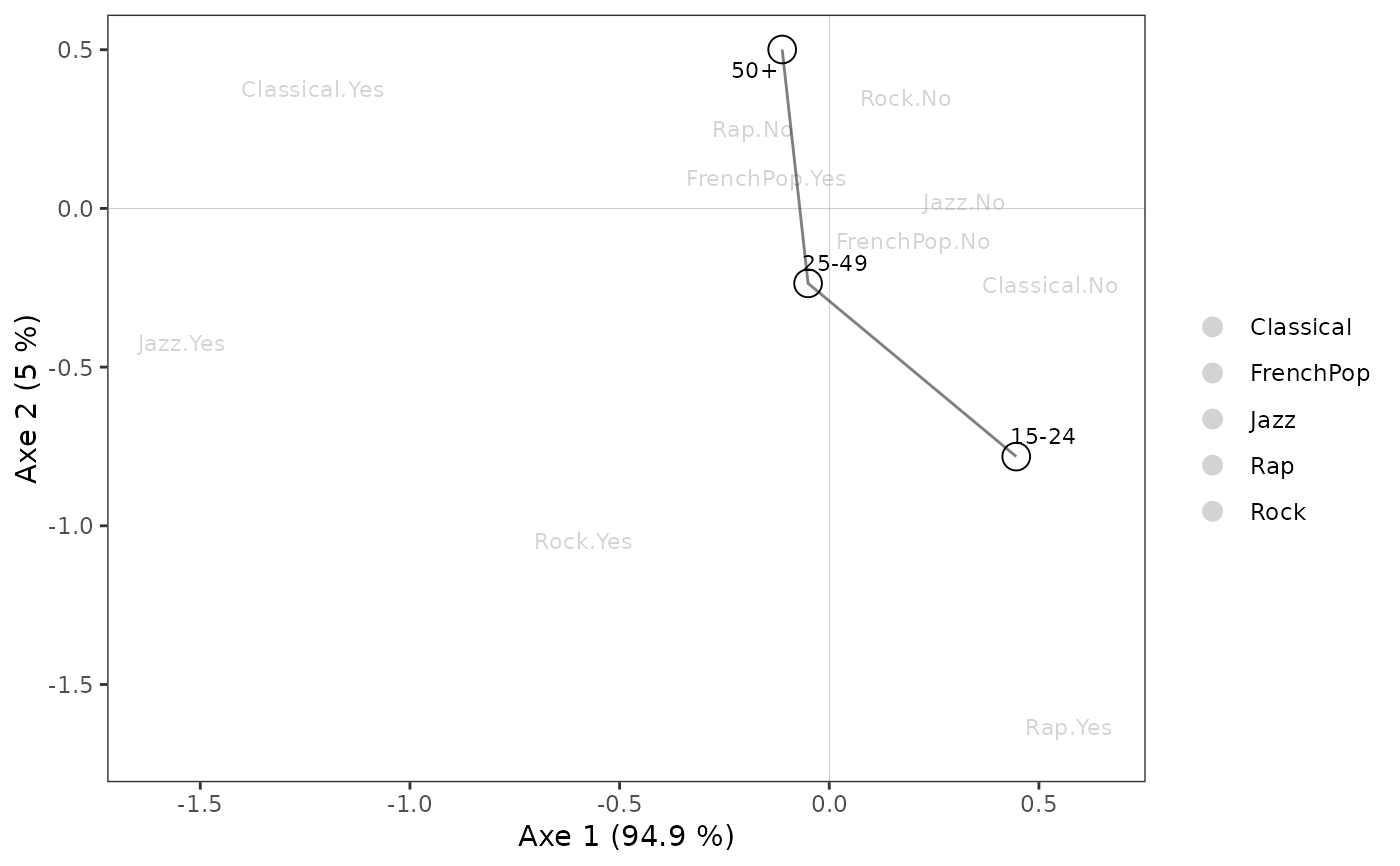 0.5
0.0
-0.5
-1.0
-1.5
Axe 2 (5 %)
50+
Classical.Yes
Rock.No
Rap.No
FrenchPop.Yes
Jazz.No
FrenchPop.No
25-49
Classical.No
Jazz.Yes
15-24
Rock.Yes
Rap.Yes
-1.5
-1.0
-0.5
0.0
0.5
Axe 1 (94.9 %)
Classical
FrenchPop
Jazz
Rap
Rock